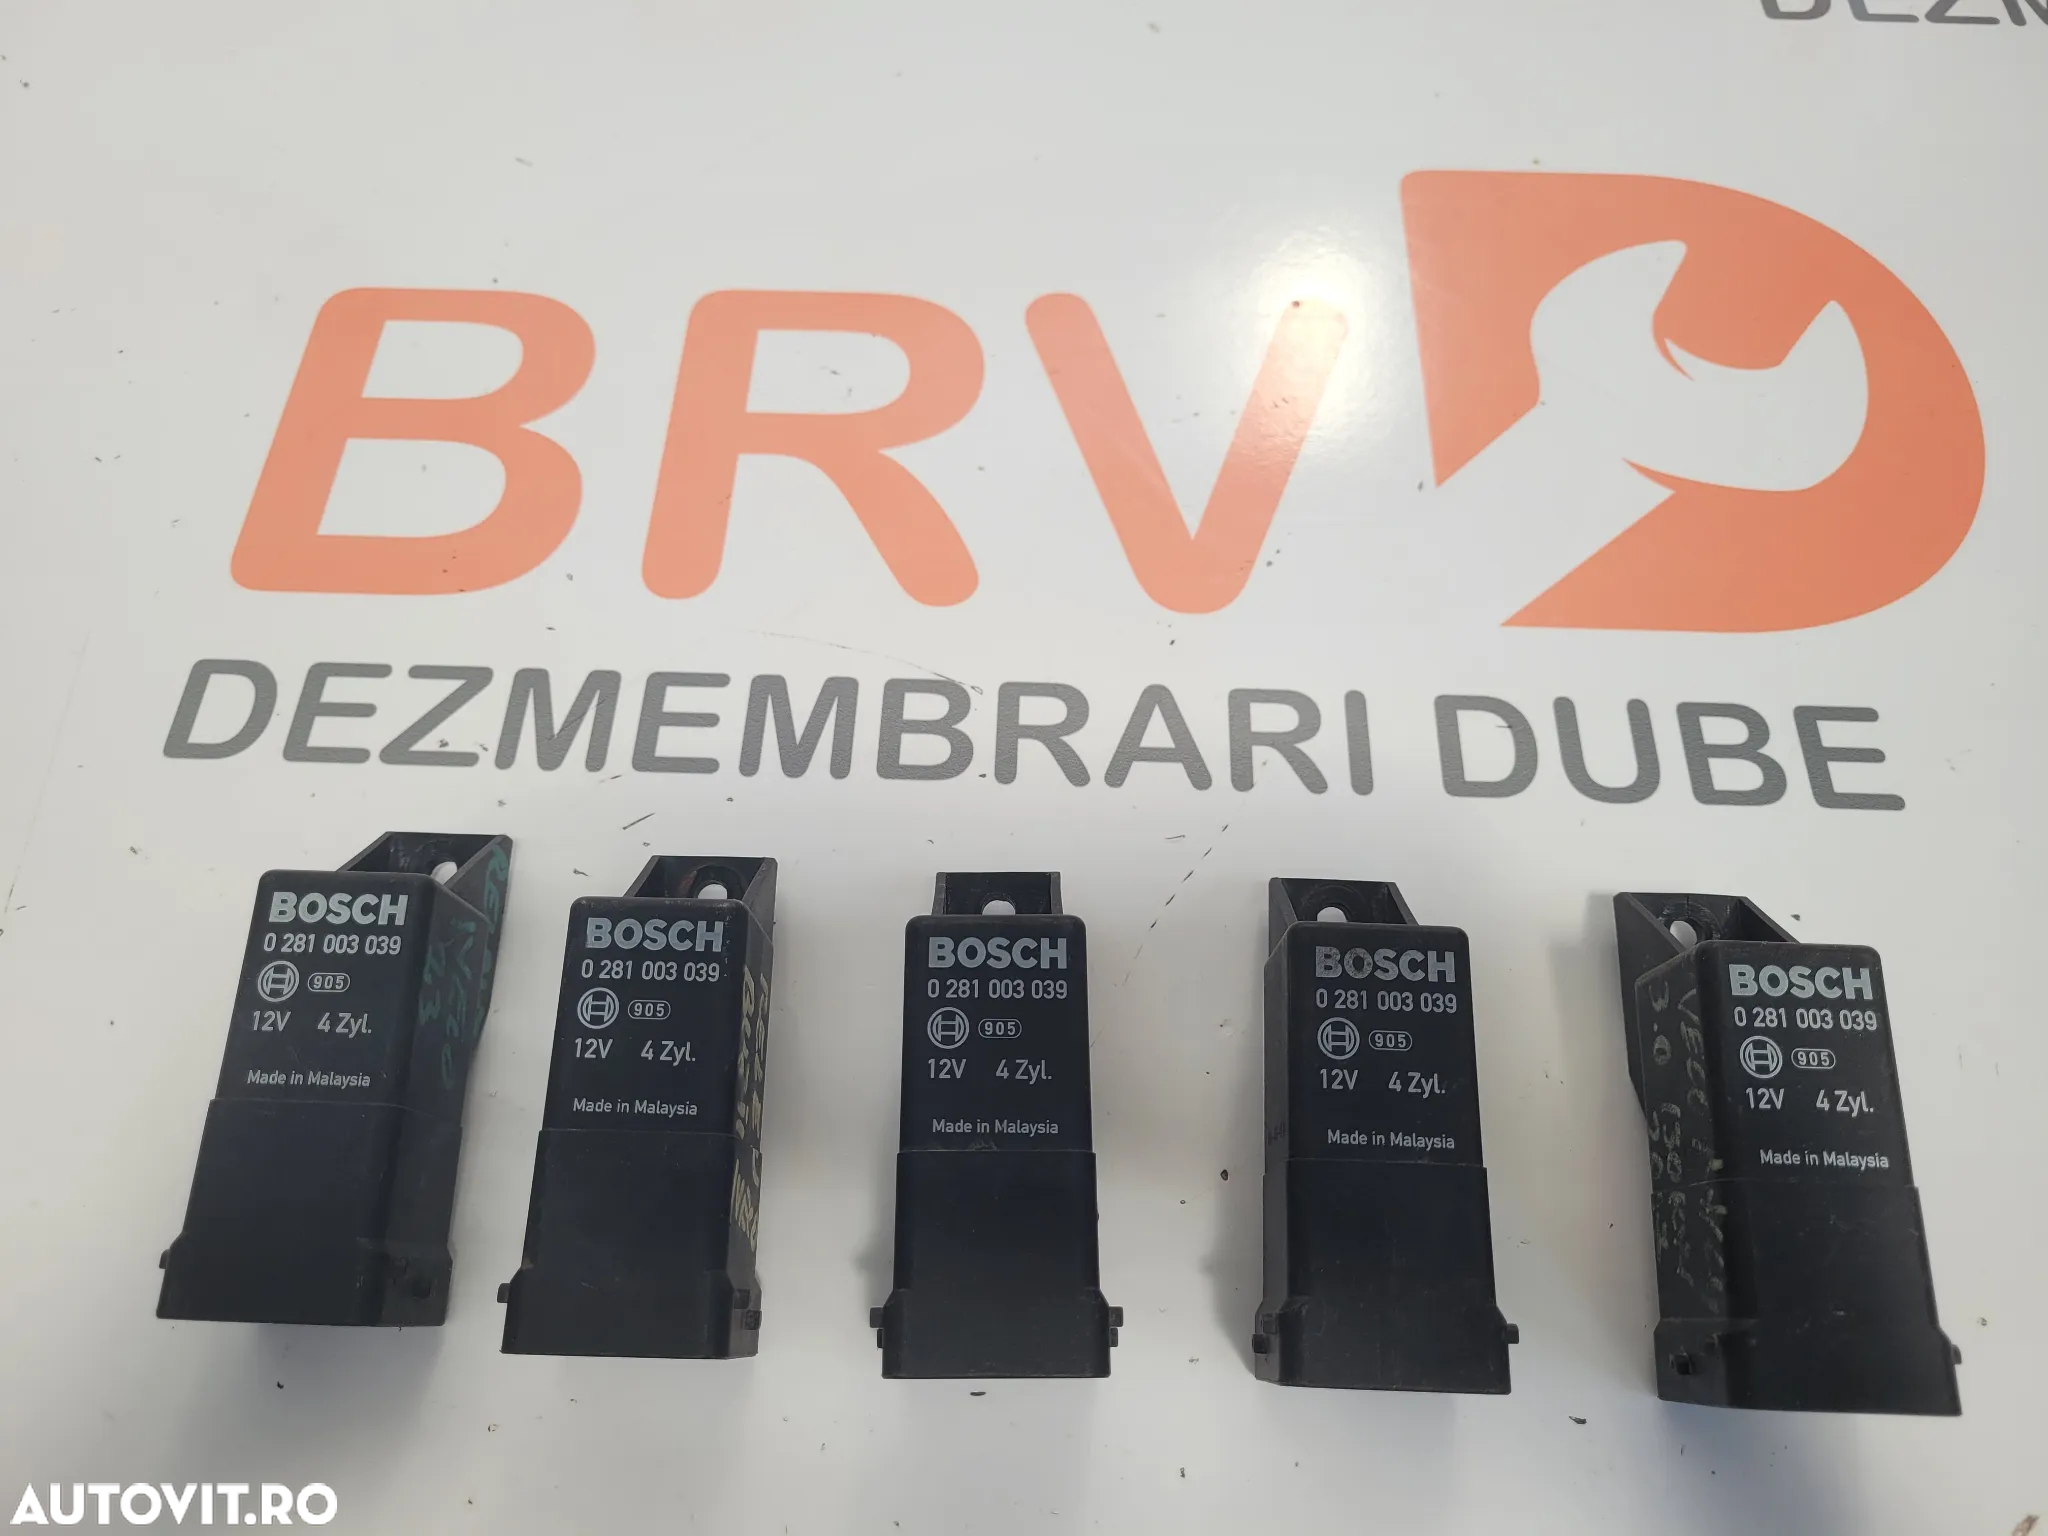 DEZM
BRV
DEZMEMBRARI DUBE
BOSCH
0 281 003 039
905
12V 4 Zyl.
Made in Malaysia
BOSCH
0 281 003 039
905
12V 4 Zyl.
Made in Malaysia
BOSCH
0 281 003 039
905
12V 4 Zyl.
Made in Malaysia
BOSCH
0 281 003 039
905
12V 4 Zyl.
Made in Malaysia
3.0
BOSCH
0 281 003 039
905
12V 4 Zyl.
Made in Malaysia
AUTOVIT.RO